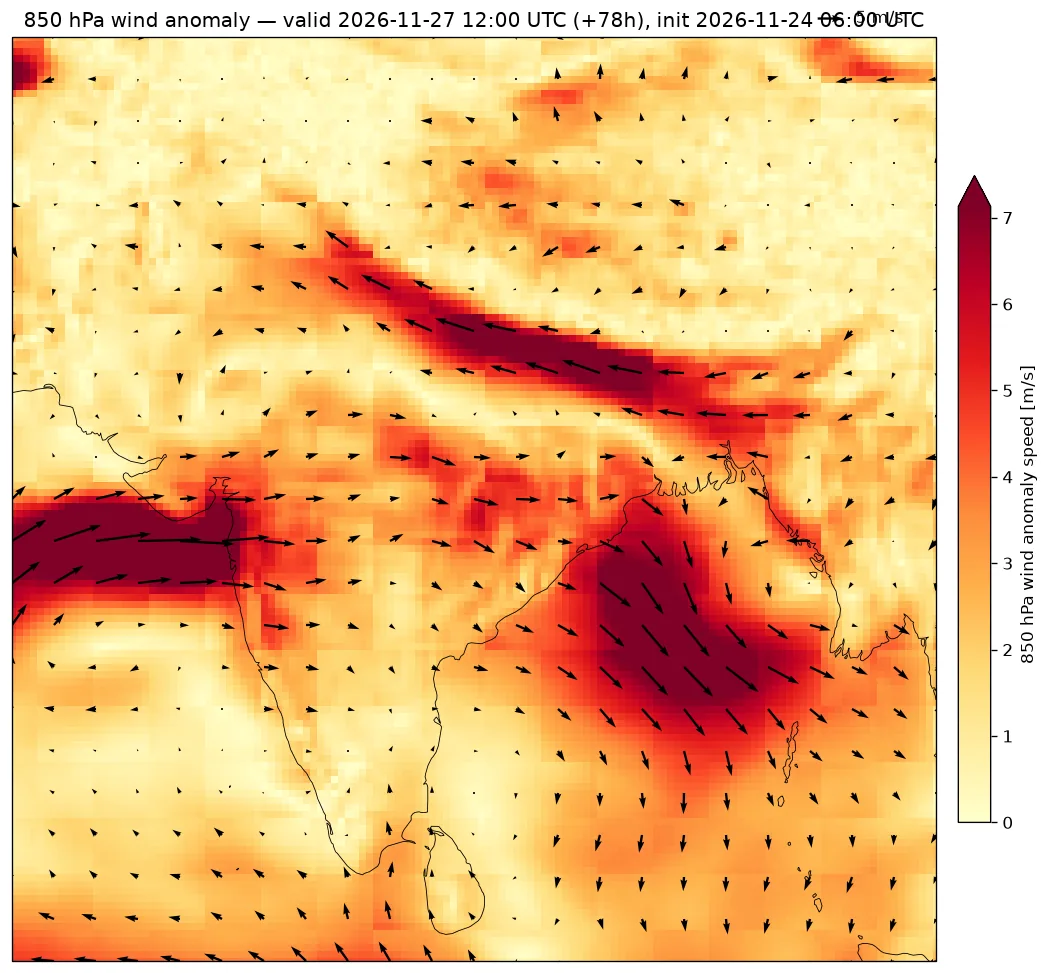 850 hPa wind anomaly — valid 2026-11-27 12:00 UTC (+78h), init 2026-11-24 06:00 UTC
5 m/s
7
6
5
4
3
2
1
0
850 hPa wind anomaly speed [m/s]